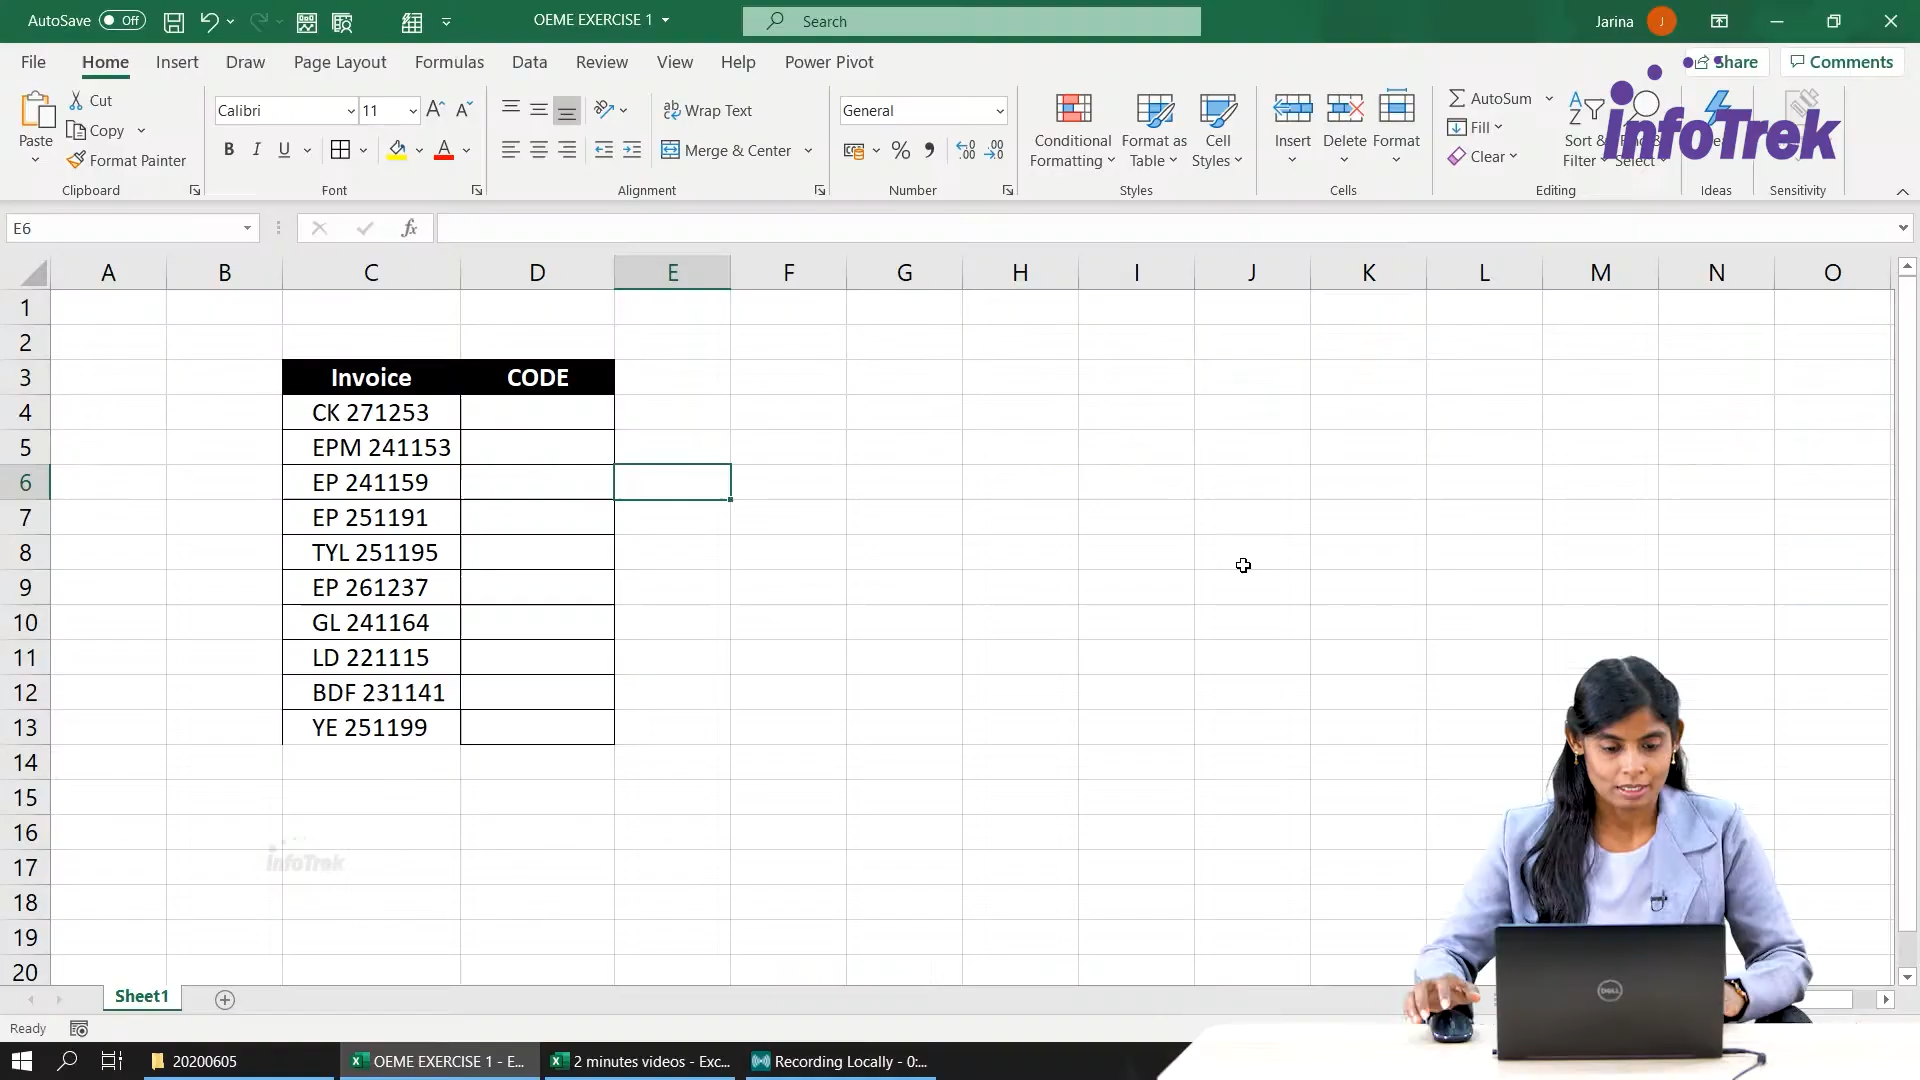 AutoSave Off
OEME EXERCISE 1
Search
Jarina J
File Home Insert Draw Page Layout Formulas Data Review View Help Power Pivot
Share Comments
Paste
Cut
Copy
Format Painter
Clipboard
Calibri 11
B I U
Font
Wrap Text
Merge & Center
Alignment
General
Number
Conditional Formatting
Format as Table
Cell Styles
Styles
Insert
Delete
Format
Cells
AutoSum
Fill
Clear
Sort &
Filter
Select
Editing
Ideas
Sensitivity
infoTrek
E6
fx
A B C D E F G H I J K L M N O
1
2
3 Invoice CODE
4 CK 271253
5 EPM 241153
6 EP 241159
7 EP 251191
8 TYL 251195
9 EP 261237
10 GL 241164
11 LD 221115
12 BDF 231141
13 YE 251199
14
15
16
17
18
19
20
infoTrek
DELL
Sheet1
Ready
20200605
OEME EXERCISE 1 - E...
2 minutes videos - Exc...
Recording Locally - 0:...